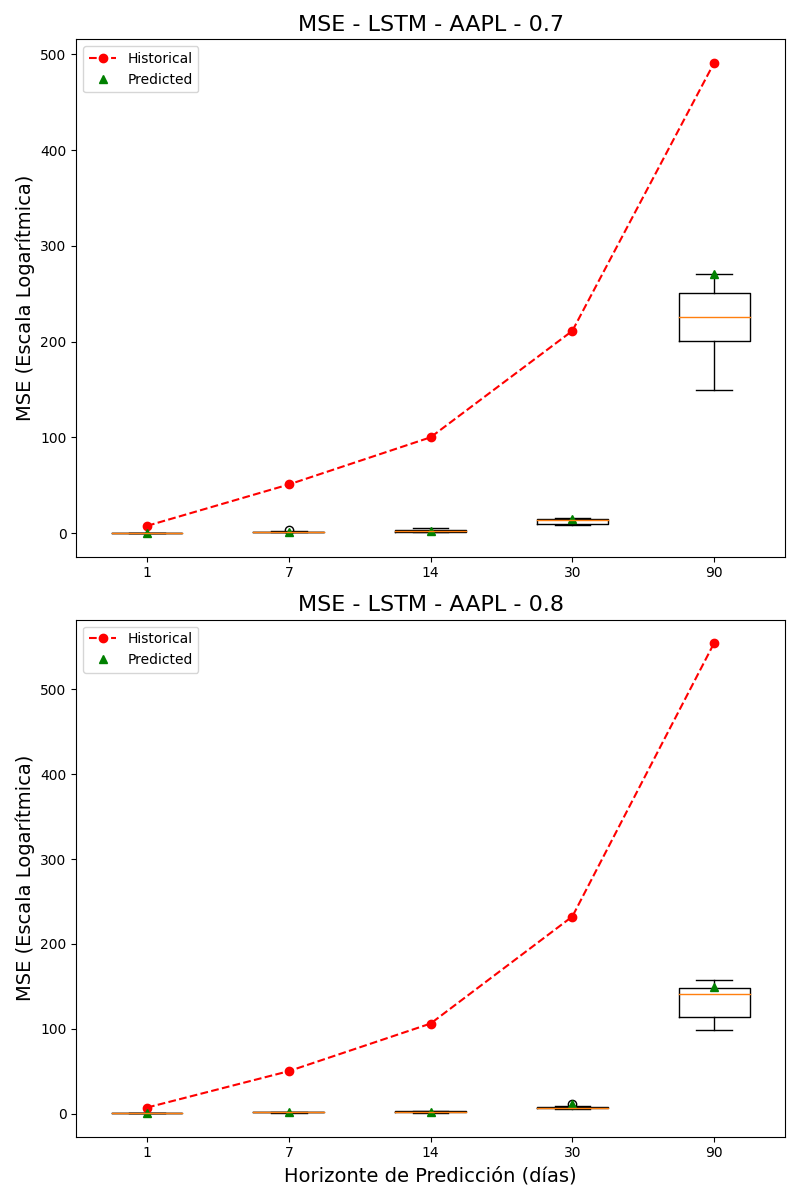 MSE - LSTM - AAPL - 0.7
MSE (Escala Logarítmica)
500
400
300
200
100
0
Historical
Predicted
1 7 14 30 90
MSE - LSTM - AAPL - 0.8
MSE (Escala Logarítmica)
500
400
300
200
100
0
Historical
Predicted
1 7 14 30 90
Horizonte de Predicción (días)